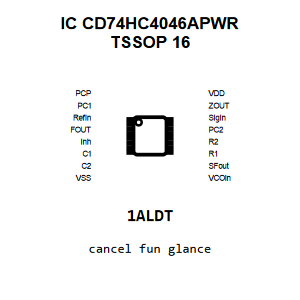 IC CD74HC4046APWR
TSSOP 16
PCP VDD
PC1 ZOUT
RefIn SigIn
FOUT PC2
Inh R2
C1 R1
C2 SFout
VSS VCOin
1ALDT
cancel fun glance